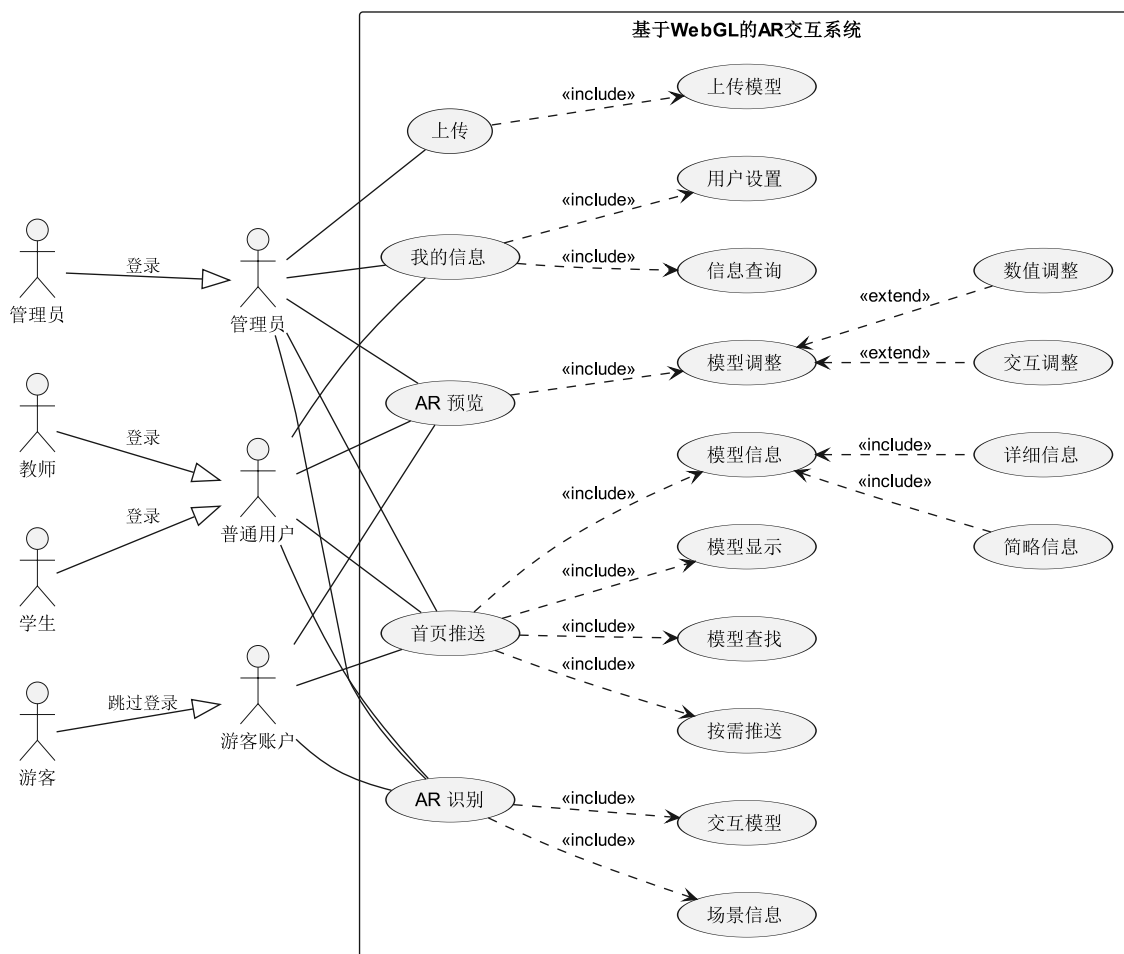 基于WebGL的AR交互系统
«include»
上传模型
上传
用户设置
«include»
我的信息
«include»
信息查询
数值调整
登录
管理员
管理员
«extend»
«include»
模型调整
«extend»
交互调整
AR 预览
登录
教师
模型信息
«include»
详细信息
«include»
«include»
登录
普通用户
模型显示
简略信息
«include»
学生
首页推送
«include»
模型查找
«include»
跳过登录
游客账户
按需推送
游客
AR 识别
«include»
交互模型
«include»
场景信息